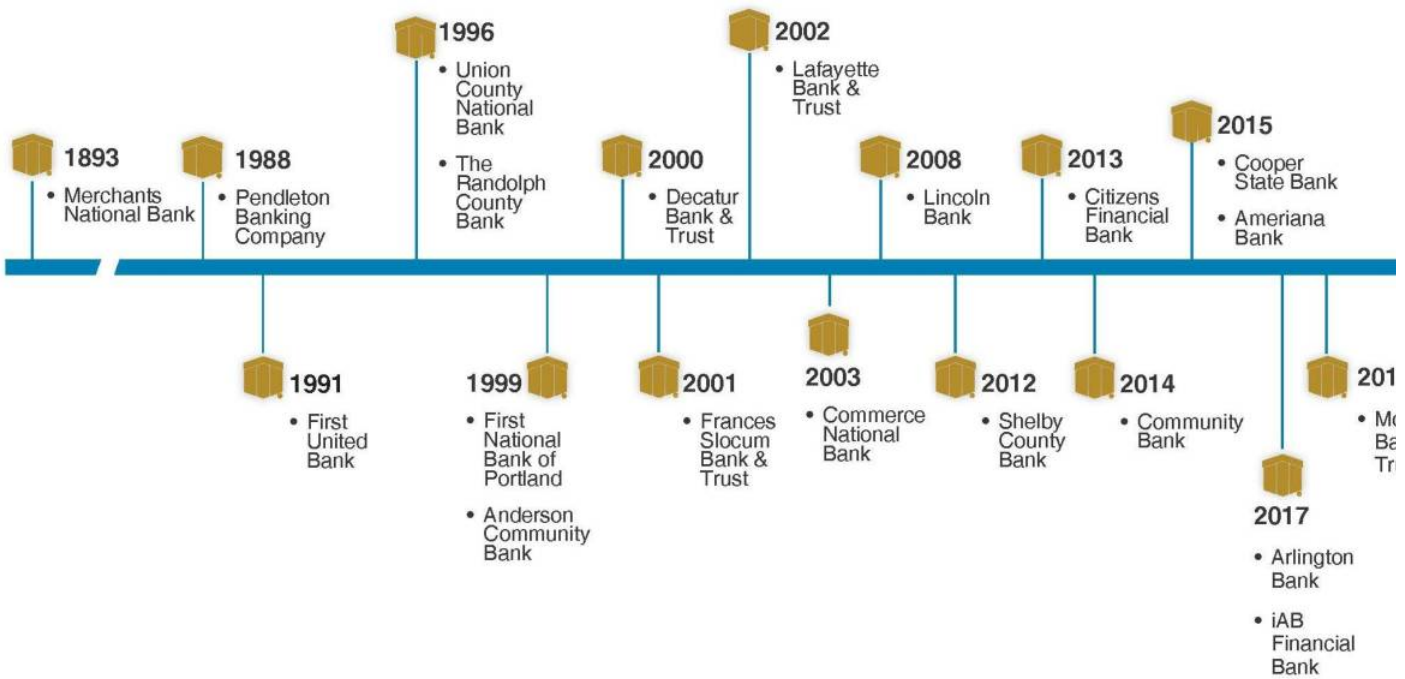 1893
• Merchants
National Bank
1988
• Pendleton
Banking
Company
1991
• First
United
Bank
1996
• Union
County
National
Bank
• The
Randolph
County
Bank
1999
• First
National
Bank of
Portland
• Anderson
Community
Bank
2000
• Decatur
Bank &
Trust
2001
• Frances
Slocum
Bank &
Trust
2002
• Lafayette
Bank &
Trust
2003
• Commerce
National
Bank
2008
• Lincoln
Bank
2012
• Shelby
County
Bank
2013
• Citizens
Financial
Bank
2014
• Community
Bank
2015
• Cooper
State Bank
• Ameriana
Bank
2017
• Arlington
Bank
• iAB
Financial
Bank